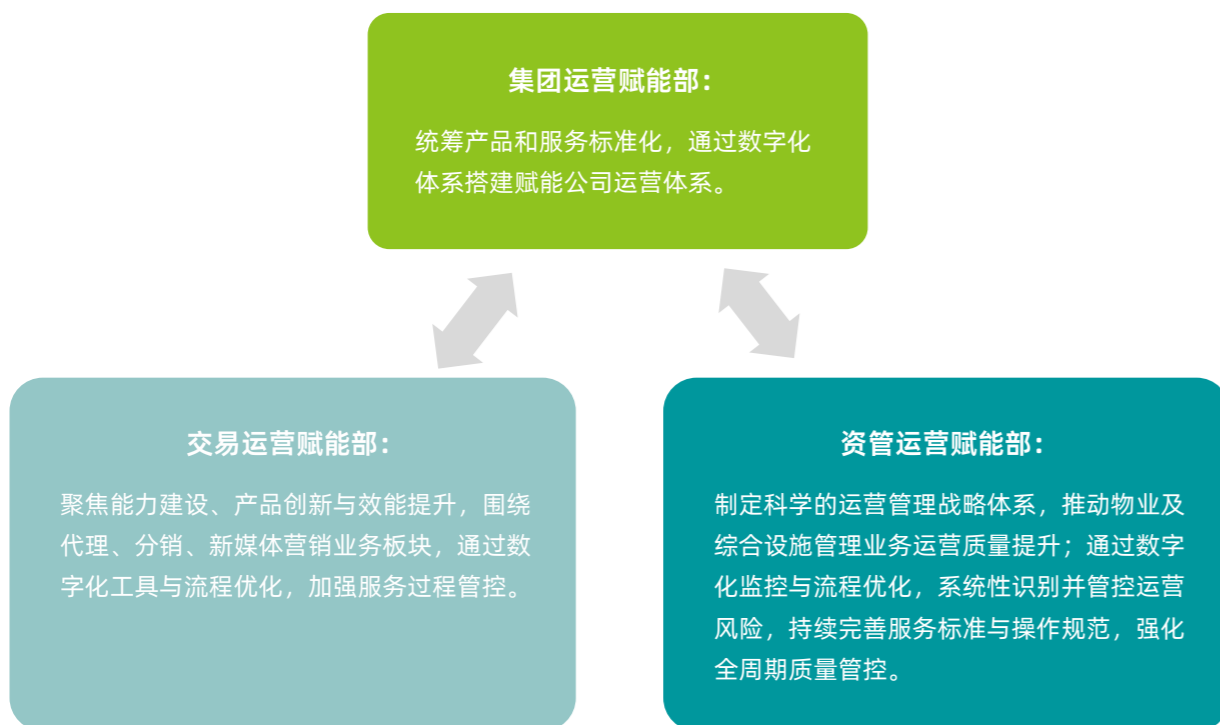 集团运营赋能部：
统筹产品和服务标准化，通过数字化
体系搭建赋能公司运营体系。
交易运营赋能部：
聚焦能力建设、产品创新与效能提升，围绕
代理、分销、新媒体营销业务板块，通过数
字化工具与流程优化，加强服务过程管控。
资管运营赋能部：
制定科学的运营管理战略体系，推动物业及
综合设施管理业务运营质量提升；通过数字
化监控与流程优化，系统性识别并管控运营
风险，持续完善服务标准与操作规范，强化
全周期质量管控。